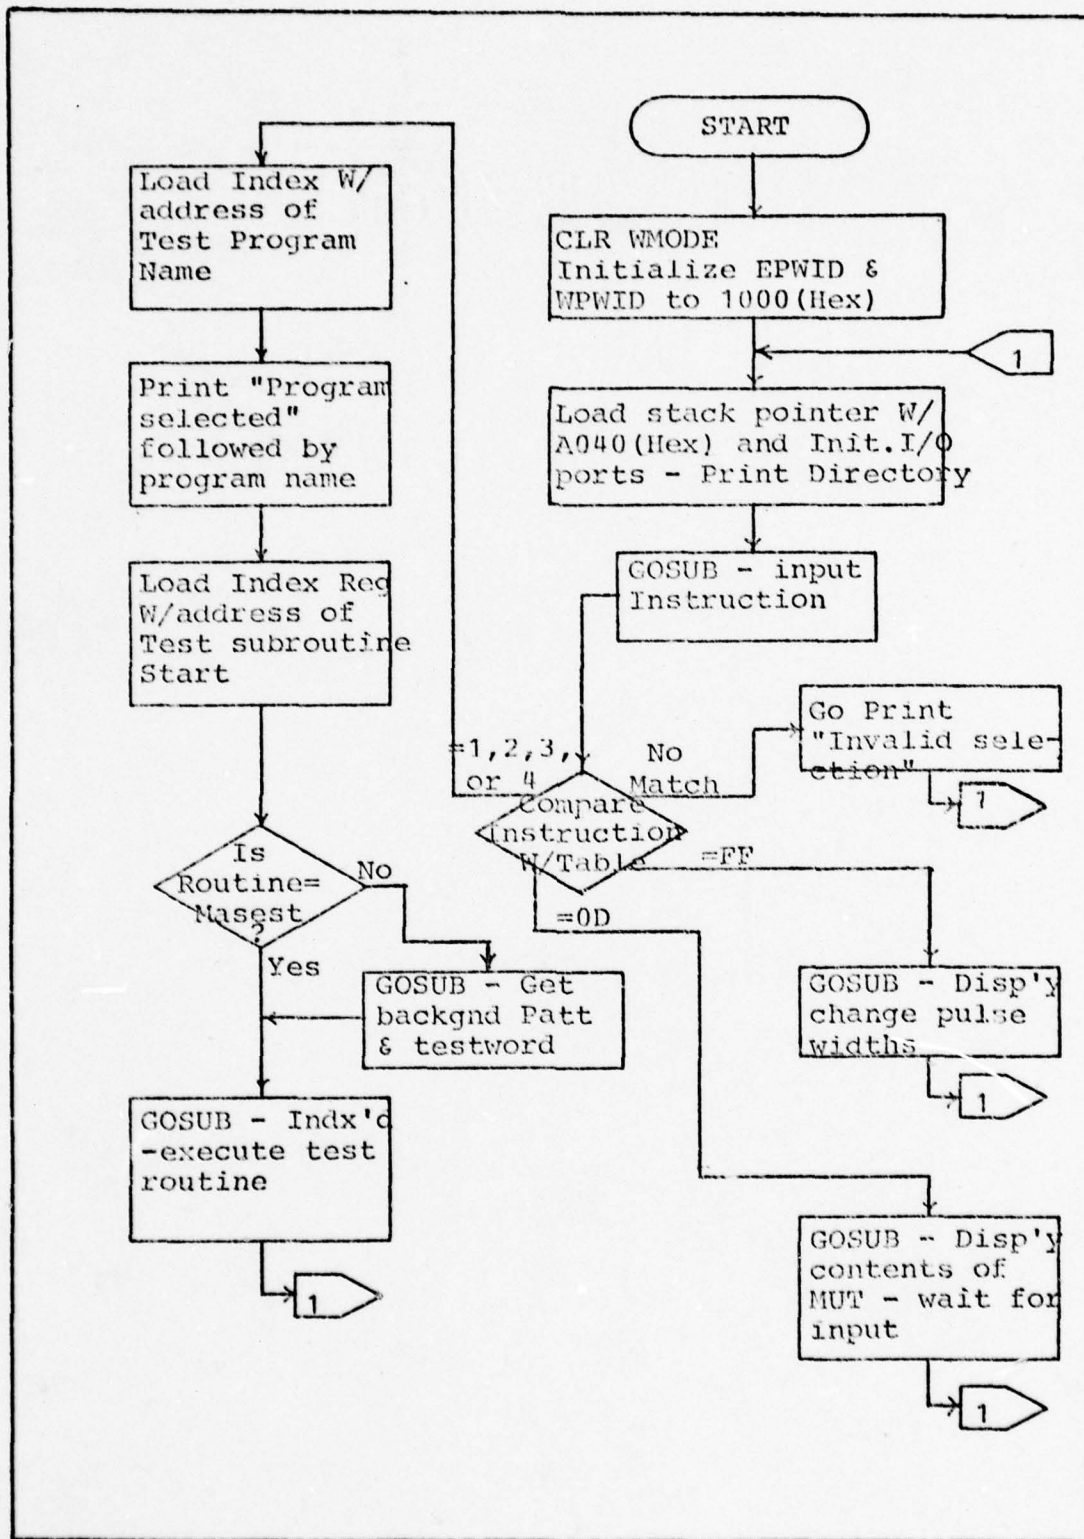 START
CLR WMODE
Initialize EPWID &
WPWID to 1000(Hex)
1
Load stack pointer W/
A040(Hex) and Init.I/O
ports - Print Directory
GOSUB - input
Instruction
=1,2,3,
or 4
No
Match
Compare
Instruction
W/Table
=FF
=0D
Go Print
"Invalid sele-
ction"
1
GOSUB - Disp'y
change pulse
widths
1
GOSUB - Disp'y
contents of
MUT - wait for
input
1
Load Index W/
address of
Test Program
Name
Print "Program
selected"
followed by
program name
Load Index Reg
W/address of
Test subroutine
Start
Is
Routine=
Masest
?
No
Yes
GOSUB - Get
backgnd Patt
& testword
GOSUB - Indx'd
-execute test
routine
1